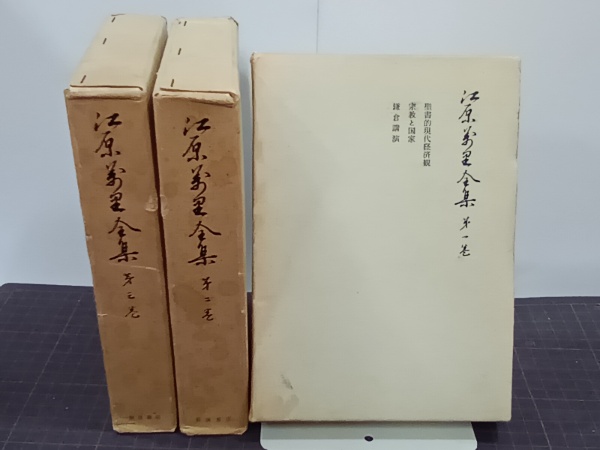 江原萬里全集
第三巻
江原萬里全集
第二巻
江原萬里全集 第一巻
聖書的現代経済観
宗教と国家
鎌倉講演